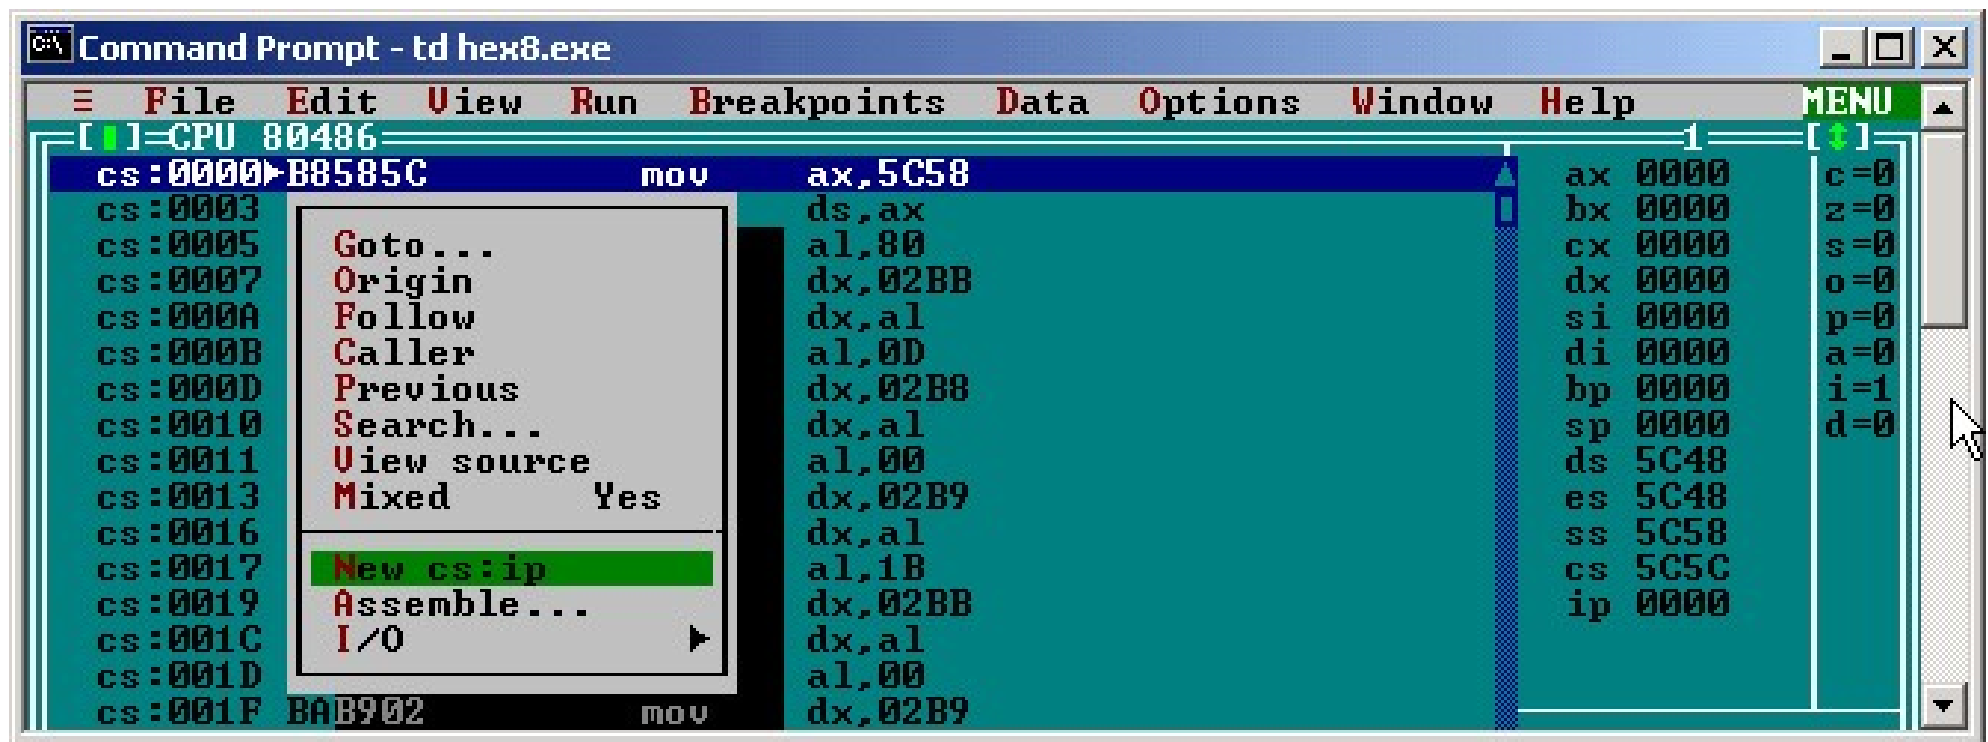 Command Prompt - td hex8.exe
≡ File Edit View Run Breakpoints Data Options Window Help MENU
[▮]=CPU 80486 1 [↕]
cs:0000►B8585C mov ax,5C58 ax 0000 c=0
cs:0003 ds,ax bx 0000 z=0
cs:0005 Goto... al,80 cx 0000 s=0
cs:0007 Origin dx,02BB dx 0000 o=0
cs:000A Follow dx,al si 0000 p=0
cs:000B Caller al,0D di 0000 a=0
cs:000D Previous dx,02B8 bp 0000 i=1
cs:0010 Search... dx,al sp 0000 d=0
cs:0011 View source al,00 ds 5C48
cs:0013 Mixed Yes dx,02B9 es 5C48
cs:0016 dx,al ss 5C58
cs:0017 New cs:ip al,1B cs 5C5C
cs:0019 Assemble... dx,02BB ip 0000
cs:001C I/O ► dx,al
cs:001D al,00
cs:001F BAB902 mov dx,02B9